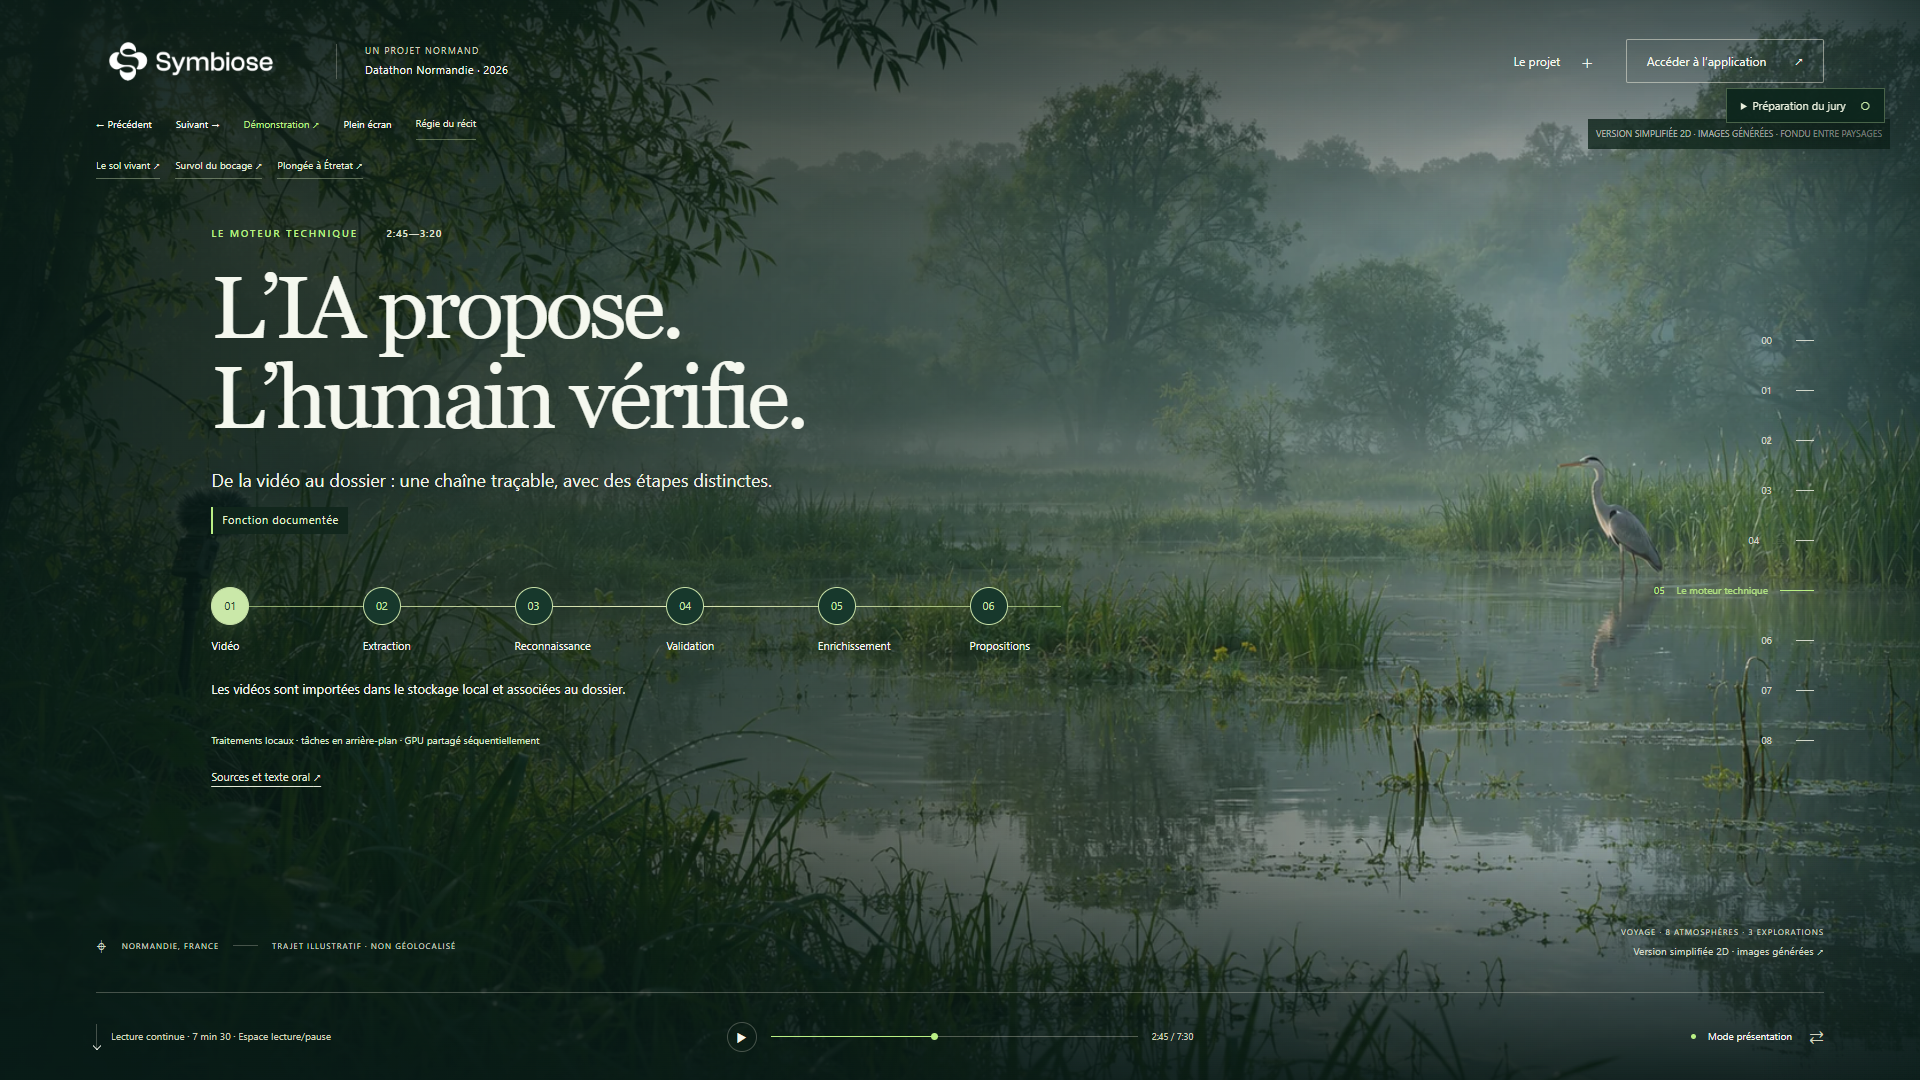 Symbiose
UN PROJET NORMAND
Datathon Normandie · 2026
Le projet +
Accéder à l'application ↗
▶ Préparation du jury
VERSION SIMPLIFIÉE 2D · IMAGES GÉNÉRÉES · FONDU ENTRE PAYSAGES
← Précédent Suivant → Démonstration ↗ Plein écran Régie du récit
Le sol vivant ↗ Survol du bocage ↗ Plongée à Étretat ↗
LE MOTEUR TECHNIQUE 2:45—3:20
L’IA propose.
L’humain vérifie.
De la vidéo au dossier : une chaîne traçable, avec des étapes distinctes.
Fonction documentée
01 02 03 04 05 06
Vidéo Extraction Reconnaissance Validation Enrichissement Propositions
Les vidéos sont importées dans le stockage local et associées au dossier.
Traitements locaux · tâches en arrière-plan · GPU partagé séquentiellement
Sources et texte oral ↗
00
01
02
03
04
05 Le moteur technique
06
07
08
NORMANDIE, FRANCE
TRAJET ILLUSTRATIF · NON GÉOLOCALISÉ
VOYAGE · 8 ATMOSPHÈRES · 3 EXPLORATIONS
Version simplifiée 2D · images générées ↗
Lecture continue · 7 min 30 · Espace lecture/pause
2:45 / 7:30
Mode présentation